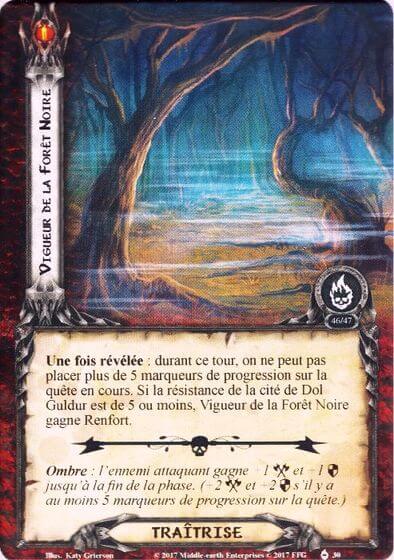 VIGUEUR DE LA FORÊT NOIRE
46/47
Une fois révélée : durant ce tour, on ne peut pas
placer plus de 5 marqueurs de progression sur la
quête en cours. Si la résistance de la cité de Dol
Guldur est de 5 ou moins, Vigueur de la Forêt Noire
gagne Renfort.
Ombre : l'ennemi attaquant gagne +1 et +1
jusqu'à la fin de la phase. (+2 et +2 s'il y a
au moins 5 marqueurs de progression sur la quête.)
TRAÎTRISE
Illus. Katy Grierson © 2017 Middle-earth Enterprises © 2017 FFG 30